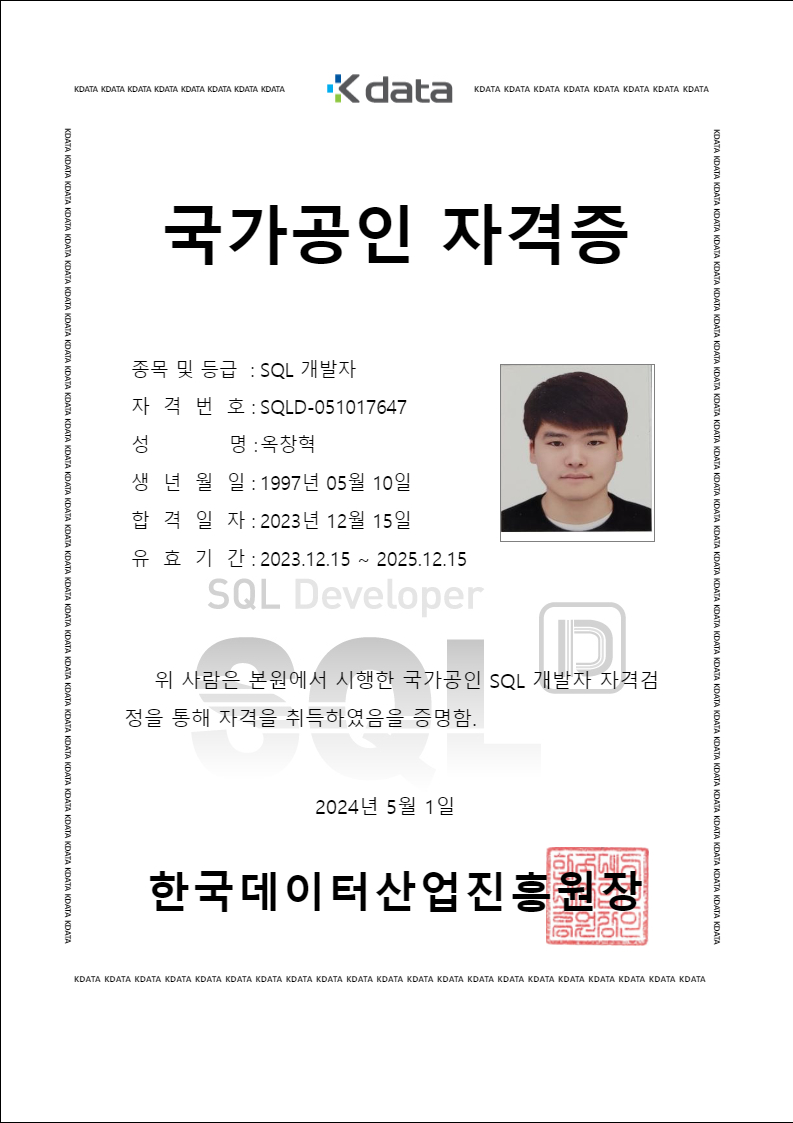 KDATA KDATA KDATA KDATA KDATA KDATA KDATA KDATA
K data
KDATA KDATA KDATA KDATA KDATA KDATA KDATA KDATA
국가공인 자격증
종목 및 등급 : SQL 개발자
자 격 번 호 : SQLD-051017647
성 명 : 옥창혁
생 년 월 일 : 1997년 05월 10일
합 격 일 자 : 2023년 12월 15일
유 효 기 간 : 2023.12.15 ~ 2025.12.15
SQL Developer
SQL
D
위 사람은 본원에서 시행한 국가공인 SQL 개발자 자격검
정을 통해 자격을 취득하였음을 증명함.
2024년 5월 1일
한국데이터산업진흥원장
KDATA KDATA KDATA KDATA KDATA KDATA KDATA KDATA KDATA KDATA KDATA KDATA KDATA KDATA KDATA KDATA KDATA KDATA KDATA KDATA KDATA